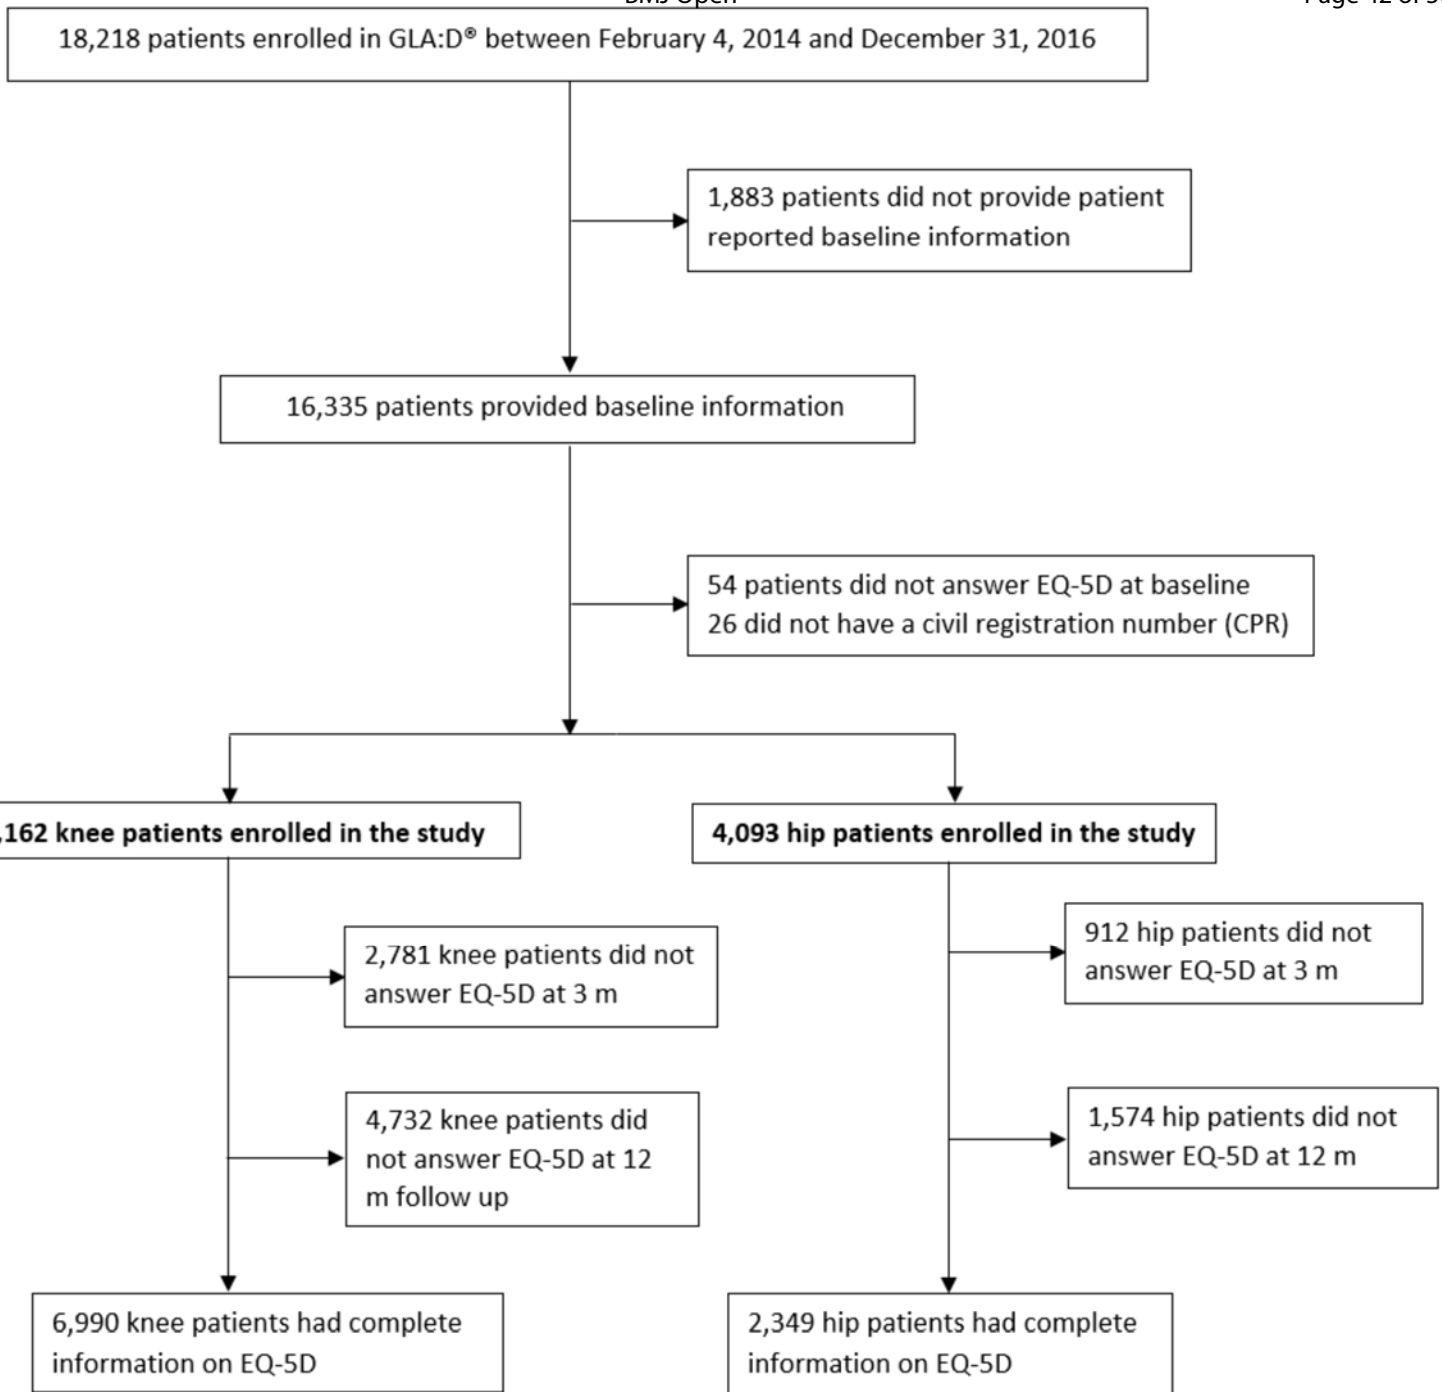 BMJ Open
18,218 patients enrolled in GLA:D® between February 4, 2014 and December 31, 2016
1,883 patients did not provide patient
reported baseline information
16,335 patients provided baseline information
54 patients did not answer EQ-5D at baseline
26 did not have a civil registration number (CPR)
,162 knee patients enrolled in the study
4,093 hip patients enrolled in the study
912 hip patients did not
answer EQ-5D at 3 m
2,781 knee patients did not
answer EQ-5D at 3 m
1,574 hip patients did not
answer EQ-5D at 12 m
4,732 knee patients did
not answer EQ-5D at 12
m follow up
6,990 knee patients had complete
information on EQ-5D
2,349 hip patients had complete
information on EQ-5D